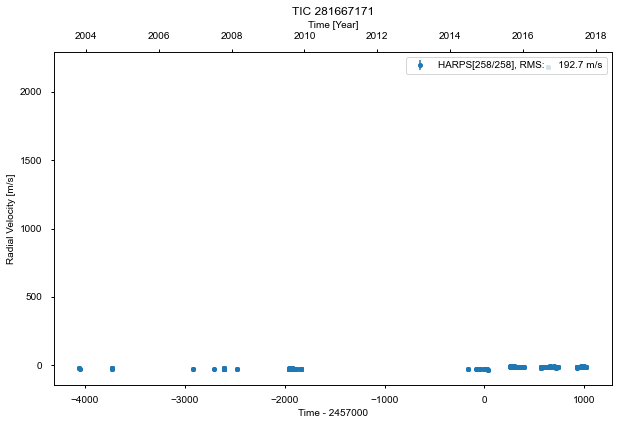 TIC 281667171
Time [Year]
2004 2006 2008 2010 2012 2014 2016 2018
HARPS[258/258], RMS: 192.7 m/s
2000
1500
1000
500
0
Radial Velocity [m/s]
−4000 −3000 −2000 −1000 0 1000
Time - 2457000